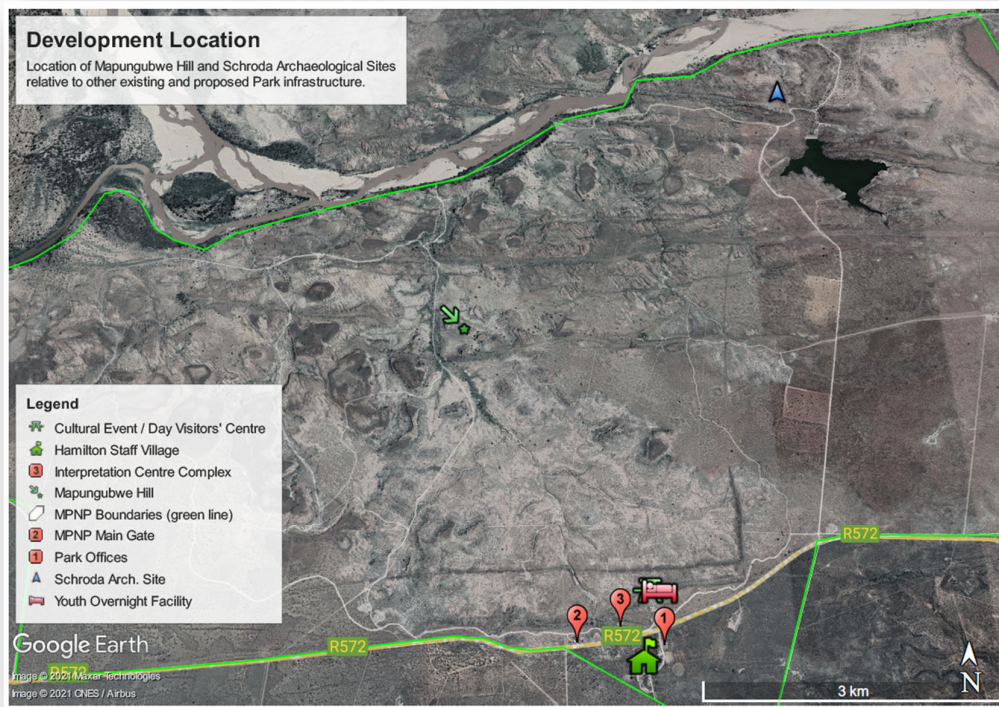 Development Location
Location of Mapungubwe Hill and Schroda Archaeological Sites
relative to other existing and proposed Park infrastructure.
Legend
Cultural Event / Day Visitors' Centre
Hamilton Staff Village
3 Interpretation Centre Complex
Mapungubwe Hill
MPNP Boundaries (green line)
2 MPNP Main Gate
1 Park Offices
Schroda Arch. Site
Youth Overnight Facility
R572
3
2
1
R572
R572
Google Earth
R572
Image © 2021 Maxar Technologies
Image © 2021 CNES / Airbus
3 km
N